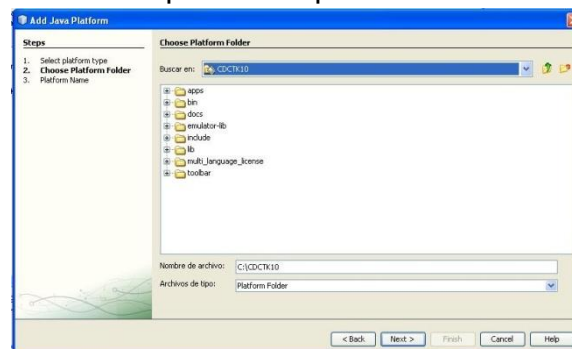 Add Java Platform
Steps
1. Select platform type
2. Choose Platform Folder
3. Platform Name
Choose Platform Folder
Buscar en: CDCTK10
apps
bin
docs
emulator-lib
include
lib
multi_language_license
toolbar
Nombre de archivo: C:\CDCTK10
Archivos de tipo: Platform Folder
< Back Next > Finish Cancel Help